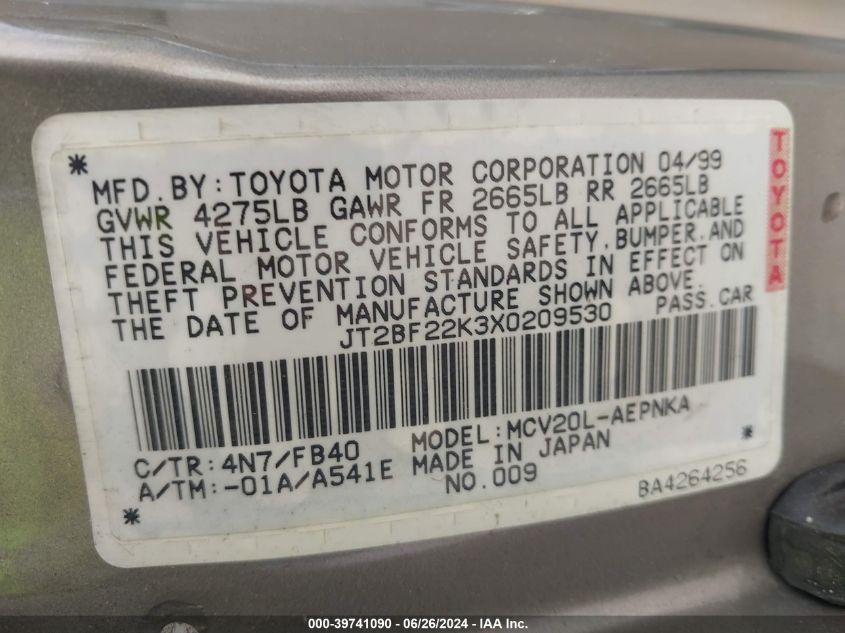 * MFD. BY: TOYOTA MOTOR CORPORATION 04/99
GVWR 4275LB GAWR FR 2665LB RR 2665LB
THIS VEHICLE CONFORMS TO ALL APPLICABLE
FEDERAL MOTOR VEHICLE SAFETY, BUMPER, AND
THEFT PREVENTION STANDARDS IN EFFECT ON
THE DATE OF MANUFACTURE SHOWN ABOVE.
JT2BF22K3X0209530 PASS. CAR
C/TR: 4N7/FB40 MODEL: MCV20L-AEPNKA *
A/TM: -01A/A541E MADE IN JAPAN
* NO. 009 BA4264256
TOYOTA
000-39741090 - 06/26/2024 - IAA Inc.